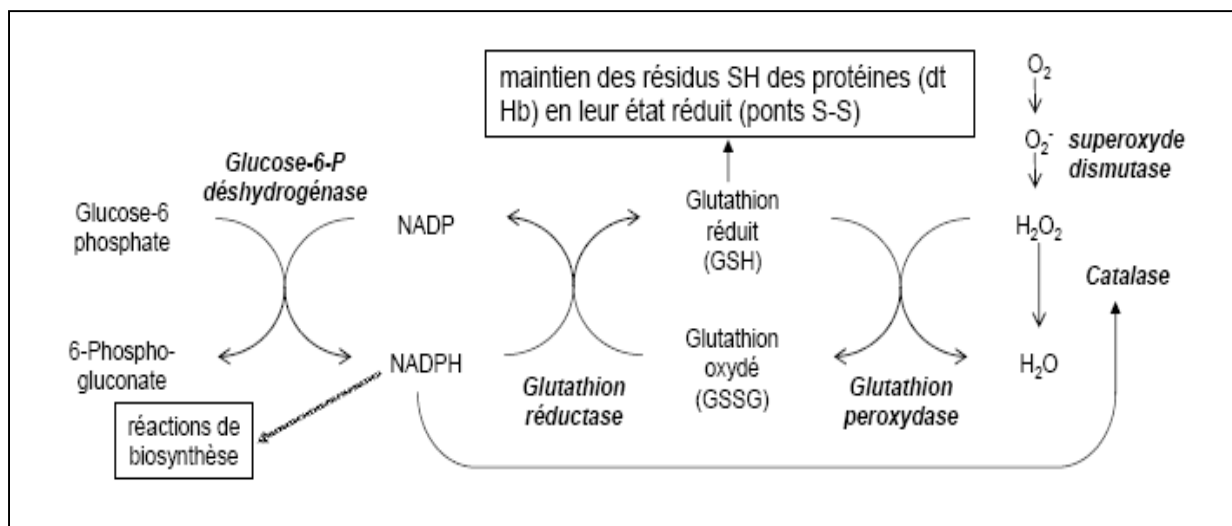 maintien des résidus SH des protéines (dt
Hb) en leur état réduit (ponts S-S)
O₂
O₂⁻ superoxyde
dismutase
Glucose-6-P
déshydrogénase
Glucose-6
phosphate
NADP
Glutathion
réduit
(GSH)
H₂O₂
Catalase
6-Phospho-
gluconate
NADPH
Glutathion
réductase
Glutathion
oxydé
(GSSG)
Glutathion
peroxydase
H₂O
réactions de
biosynthèse